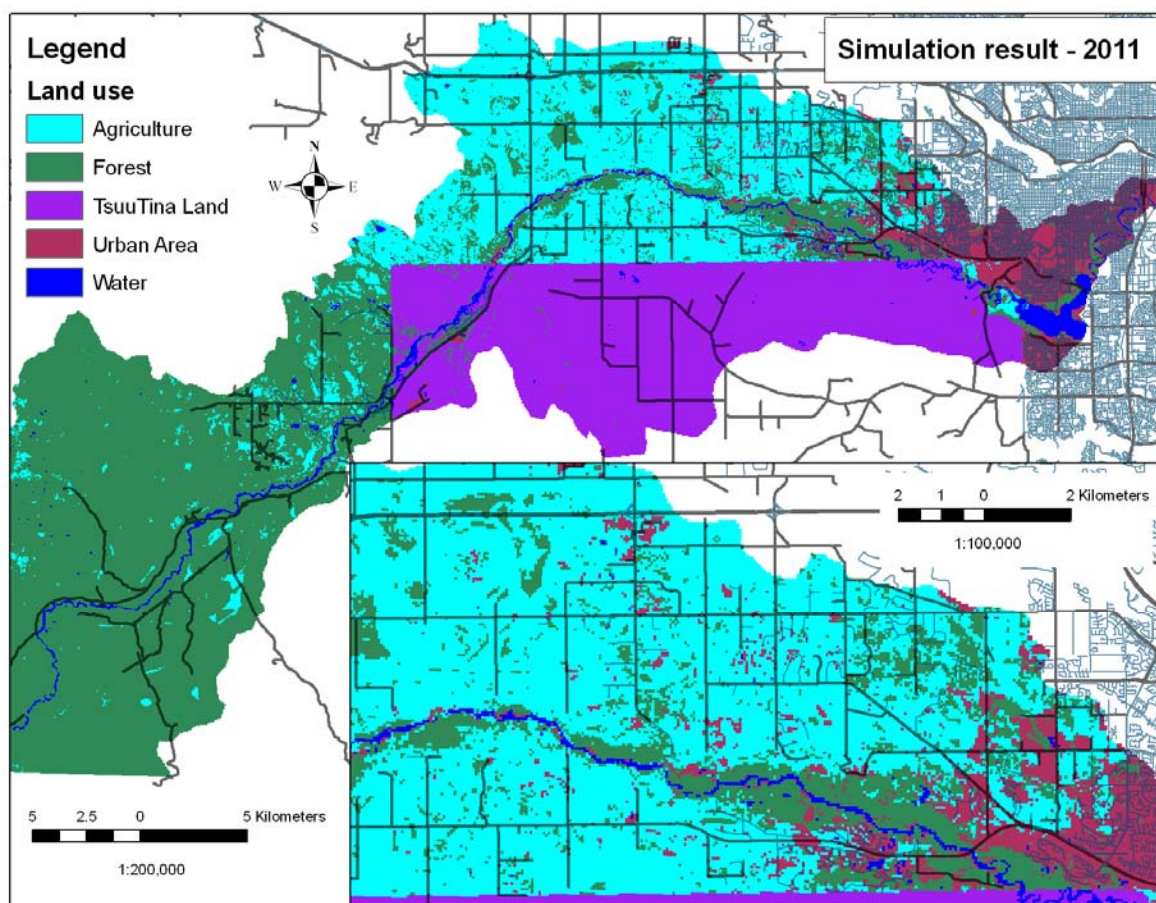 Legend
Simulation result - 2011
Land use
Agriculture
Forest
TsuuTina Land
Urban Area
Water
N
W E
S
2 1 0 2 Kilometers
1:100,000
5 2.5 0 5 Kilometers
1:200,000